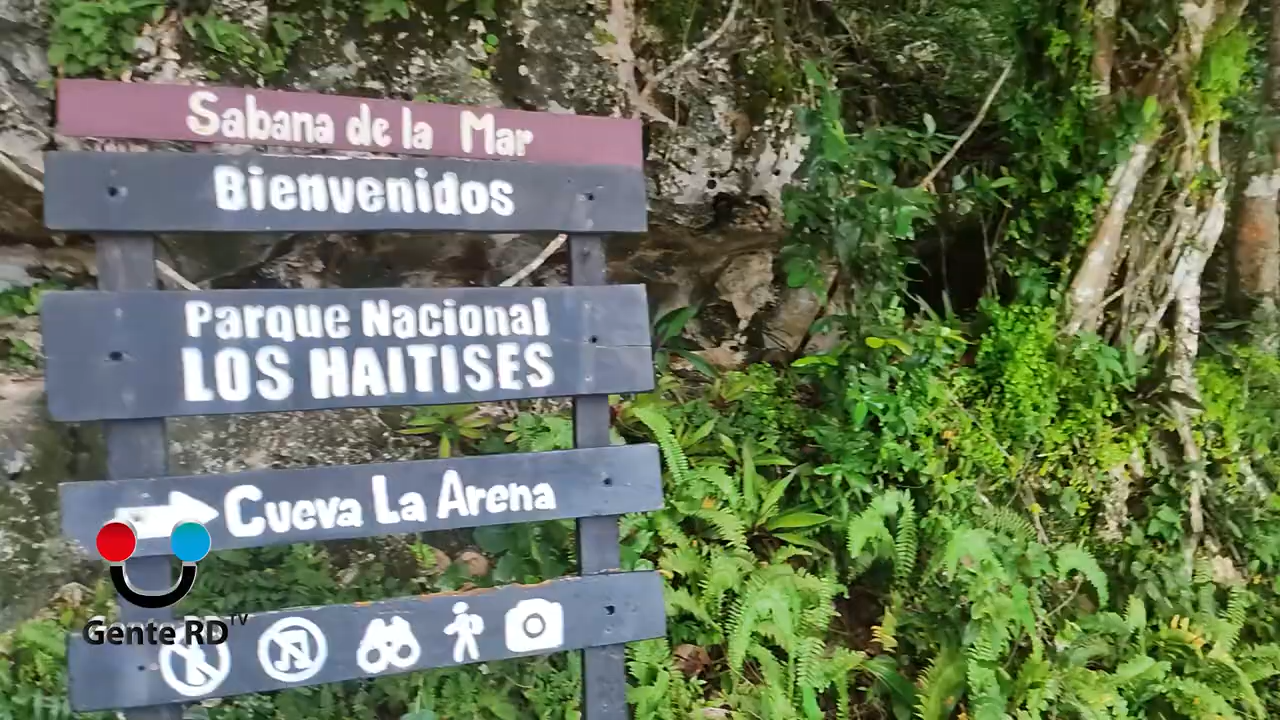 Sabana de la Mar
Bienvenidos
Parque Nacional
LOS HAITISES
Cueva La Arena
Gente RD TV